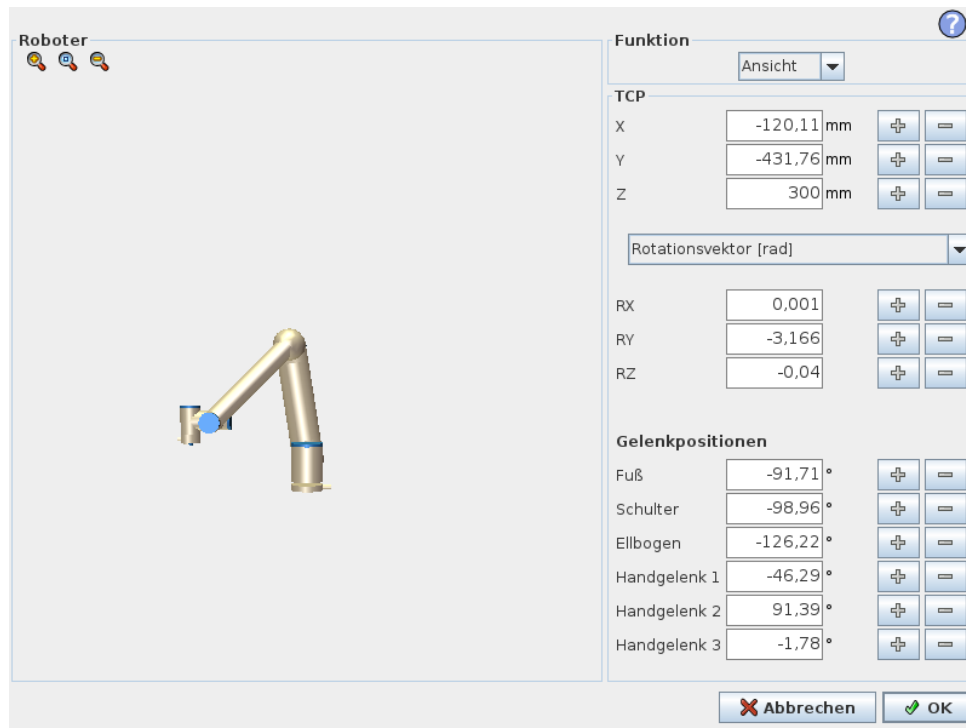 Roboter
Funktion
Ansicht
TCP
X -120,11 mm
Y -431,76 mm
Z 300 mm
Rotationsvektor [rad]
RX 0,001
RY -3,166
RZ -0,04
Gelenkpositionen
Fuß -91,71 °
Schulter -98,96 °
Ellbogen -126,22 °
Handgelenk 1 -46,29 °
Handgelenk 2 91,39 °
Handgelenk 3 -1,78 °
Abbrechen
OK